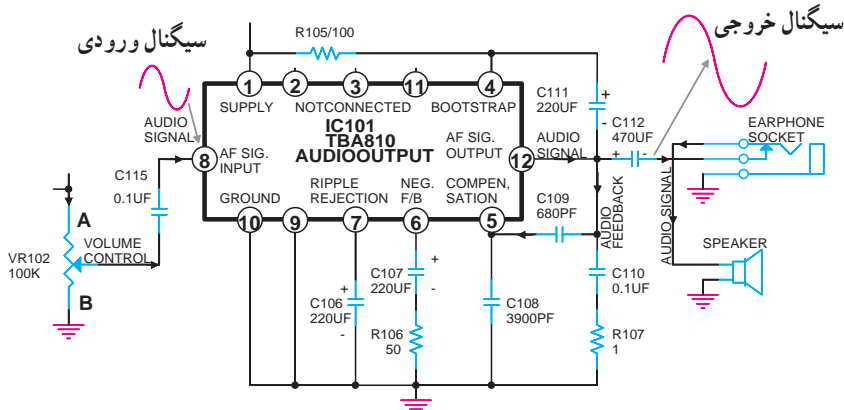 سیگنال ورودی
سیگنال خروجی
R105/100
1
2
3
11
4
SUPPLY
NOTCONNECTED
BOOTSTRAP
IC101
TBA810
AUDIOOUTPUT
AUDIO
SIGNAL
8
AF SIG.
INPUT
AF SIG.
OUTPUT
12
AUDIO
SIGNAL
C111
220UF
+
-
C112
470UF
+
-
EARPHONE
SOCKET
C115
0.1UF
GROUND
RIPPLE
REJECTION
NEG.
F/B
COMPEN,
SATION
10
9
7
6
5
C109
680PF
AUDIO
FEEDBACK
AUDIO SIGNAL
SPEAKER
A
VR102
100K
VOLUME
CONTROL
B
C106
220UF
+
-
C107
220UF
+
-
R106
50
C108
3900PF
C110
0.1UF
R107
1